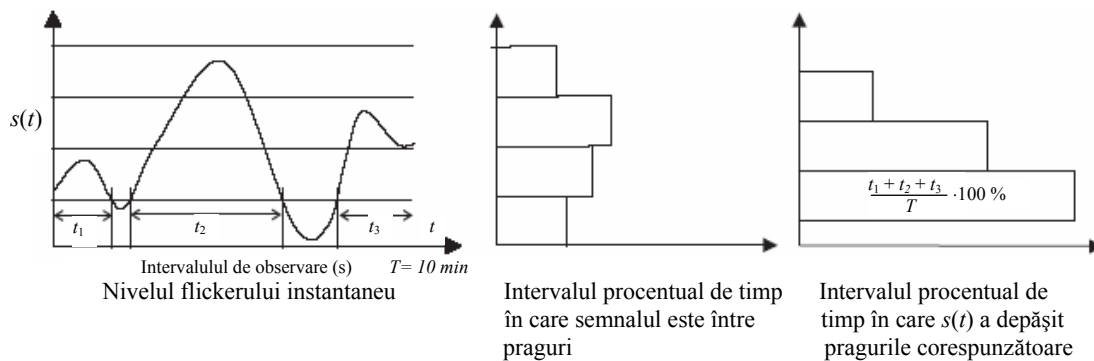 s(t)
t₁
t₂
t₃
t
Intervalulul de observare (s)
T= 10 min
Nivelul flickerului instantaneu
Intervalul procentual de timp
în care semnalul este între
praguri
t₁ + t₂ + t₃
T
·100 %
Intervalul procentual de
timp în care s(t) a depăşit
pragurile corespunzătoare